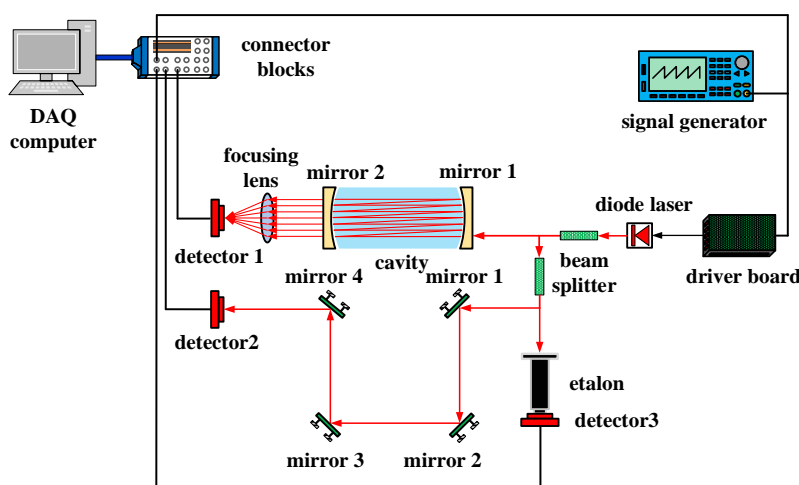 DAQ
computer
connector
blocks
signal generator
focusing
lens
mirror 2
mirror 1
diode laser
detector 1
cavity
beam
splitter
driver board
mirror 4
mirror 1
detector2
etalon
detector3
mirror 3
mirror 2